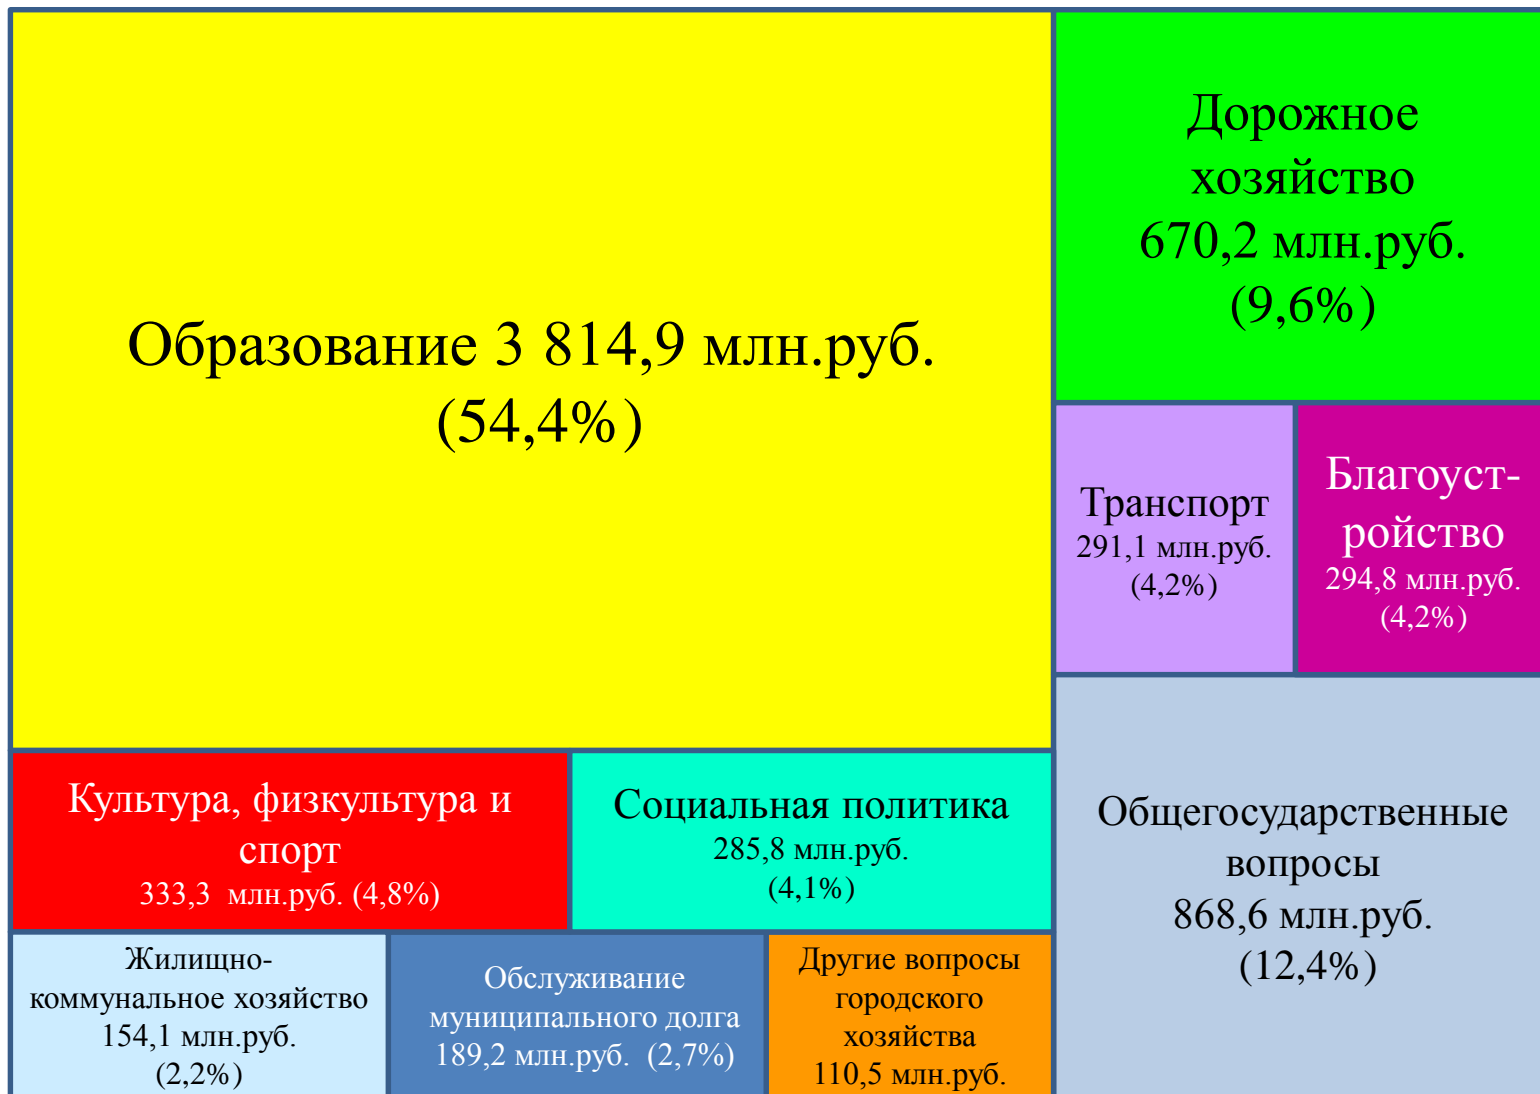 Образование 3 814,9 млн.руб.
(54,4%)
Дорожное
хозяйство
670,2 млн.руб.
(9,6%)
Транспорт
291,1 млн.руб.
(4,2%)
Благоуст-
ройство
294,8 млн.руб.
(4,2%)
Культура, физкультура и
спорт
333,3 млн.руб. (4,8%)
Социальная политика
285,8 млн.руб.
(4,1%)
Общегосударственные
вопросы
868,6 млн.руб.
(12,4%)
Жилищно-
коммунальное хозяйство
154,1 млн.руб.
(2,2%)
Обслуживание
муниципального долга
189,2 млн.руб. (2,7%)
Другие вопросы
городского
хозяйства
110,5 млн.руб.